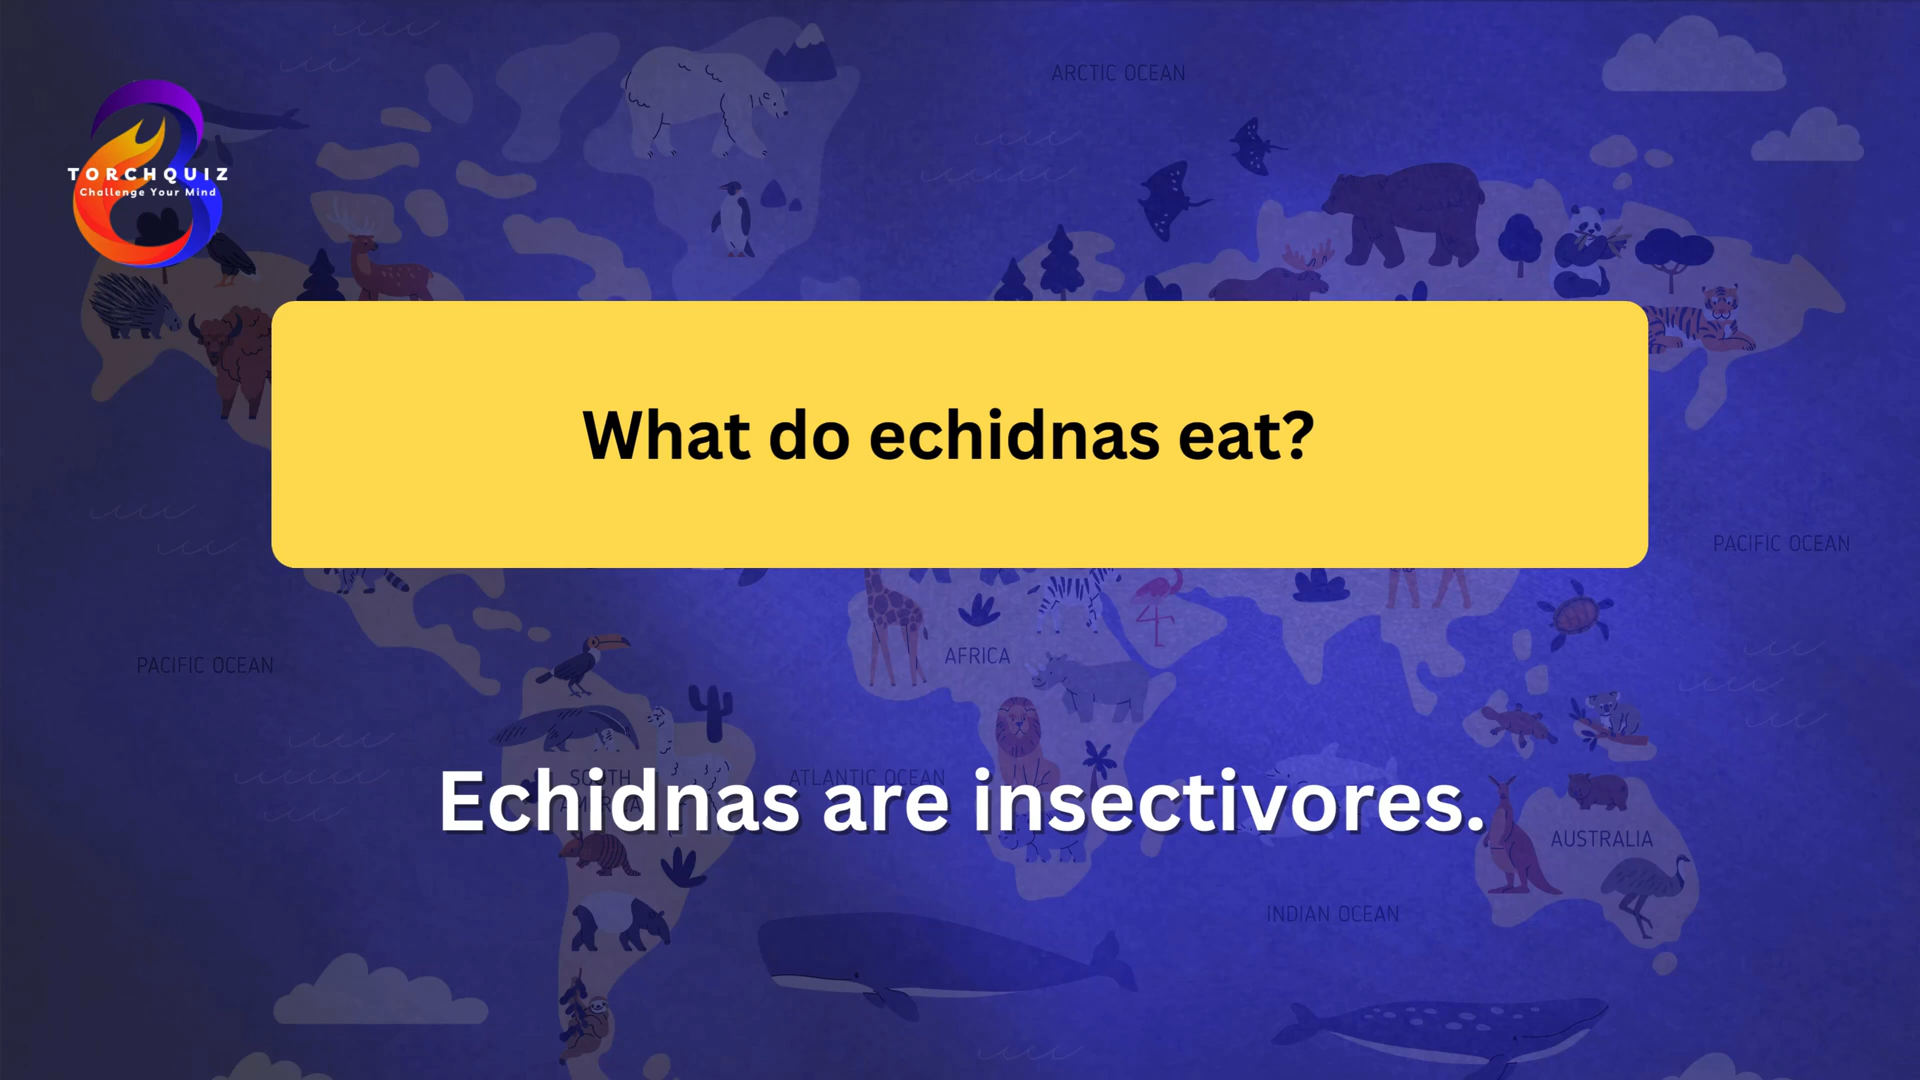 ARCTIC OCEAN
TORCHQUIZ
Challenge Your Mind
What do echidnas eat?
PACIFIC OCEAN
AFRICA
PACIFIC OCEAN
SOUTH
ATLANTIC OCEAN
Echidnas are insectivores.
AUSTRALIA
INDIAN OCEAN